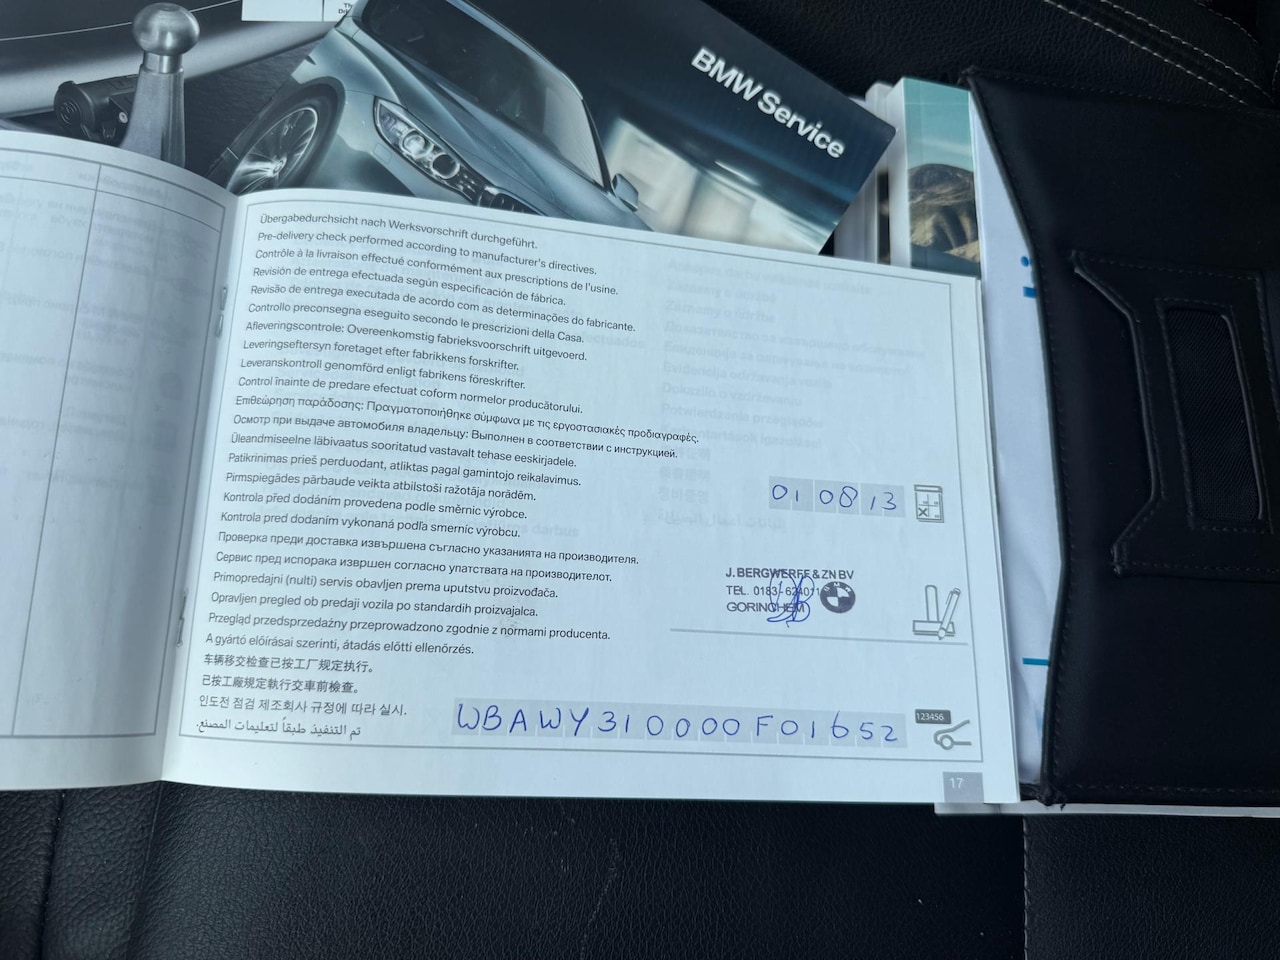 BMW Service
Übergabedurchsicht nach Werksvorschrift durchgeführt.
Pre-delivery check performed according to manufacturer's directives.
Contrôle à la livraison effectué conformément aux prescriptions de l'usine.
Revisión de entrega efectuada según especificación de fábrica.
Revisão de entrega executada de acordo com as determinações do fabricante.
Controllo preconsegna eseguito secondo le prescrizioni della Casa.
Afleveringscontrole: Overeenkomstig fabrieksvoorschrift uitgevoerd.
Leveringseftersyn foretaget efter fabrikkens forskrifter.
Leveranskontroll genomförd enligt fabrikens föreskrifter.
Control înainte de predare efectuat coform normelor producătorului.
Επιθεώρηση παράδοσης: Πραγματοποιήθηκε σύμφωνα με τις εργοστασιακές προδιαγραφές.
Осмотр при выдаче автомобиля владельцу: Выполнен в соответствии с инструкцией.
Üleandmiseelne läbivaatus sooritatud vastavalt tehase eeskirjadele.
Patikrinimas prieš perduodant, atliktas pagal gamintojo reikalavimus.
Pirmspiegādes pārbaude veikta atbilstoši ražotāja norādēm.
Kontrola před dodáním provedena podle směrnic výrobce.
Kontrola pred dodaním vykonaná podľa smerníc výrobcu.
Проверка преди доставка извършена съгласно указанията на производителя.
Сервис пред испорака извршен согласно упатствата на производителот.
Primopredajni (nulti) servis obavljen prema uputstvu proizvođača.
Opravljen pregled ob predaji vozila po standardih proizvajalca.
Przegląd przedsprzedażny przeprowadzono zgodnie z normami producenta.
A gyártó előírásai szerinti, átadás előtti ellenőrzés.
车辆移交检查已按工厂规定执行。
已按工廠規定執行交車前檢查。
인도전 점검 제조회사 규정에 따라 실시.
تم التنفيذ طبقاً لتعليمات المصنع.
01 08 13
J. BERGWERFF & ZN BV
TEL. 0183-624011
GORINCHEM
WBAWY310000F01652
123456
17